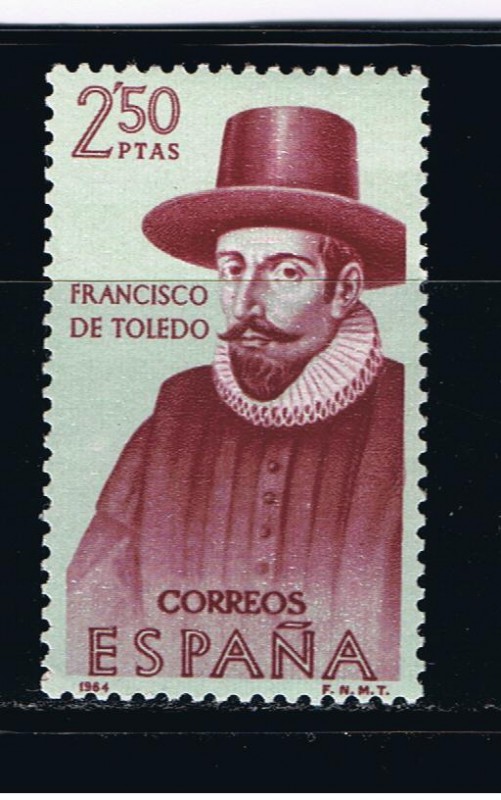 2'50
PTAS
FRANCISCO
DE TOLEDO
CORREOS
ESPAÑA
1964 F. N. M. T.